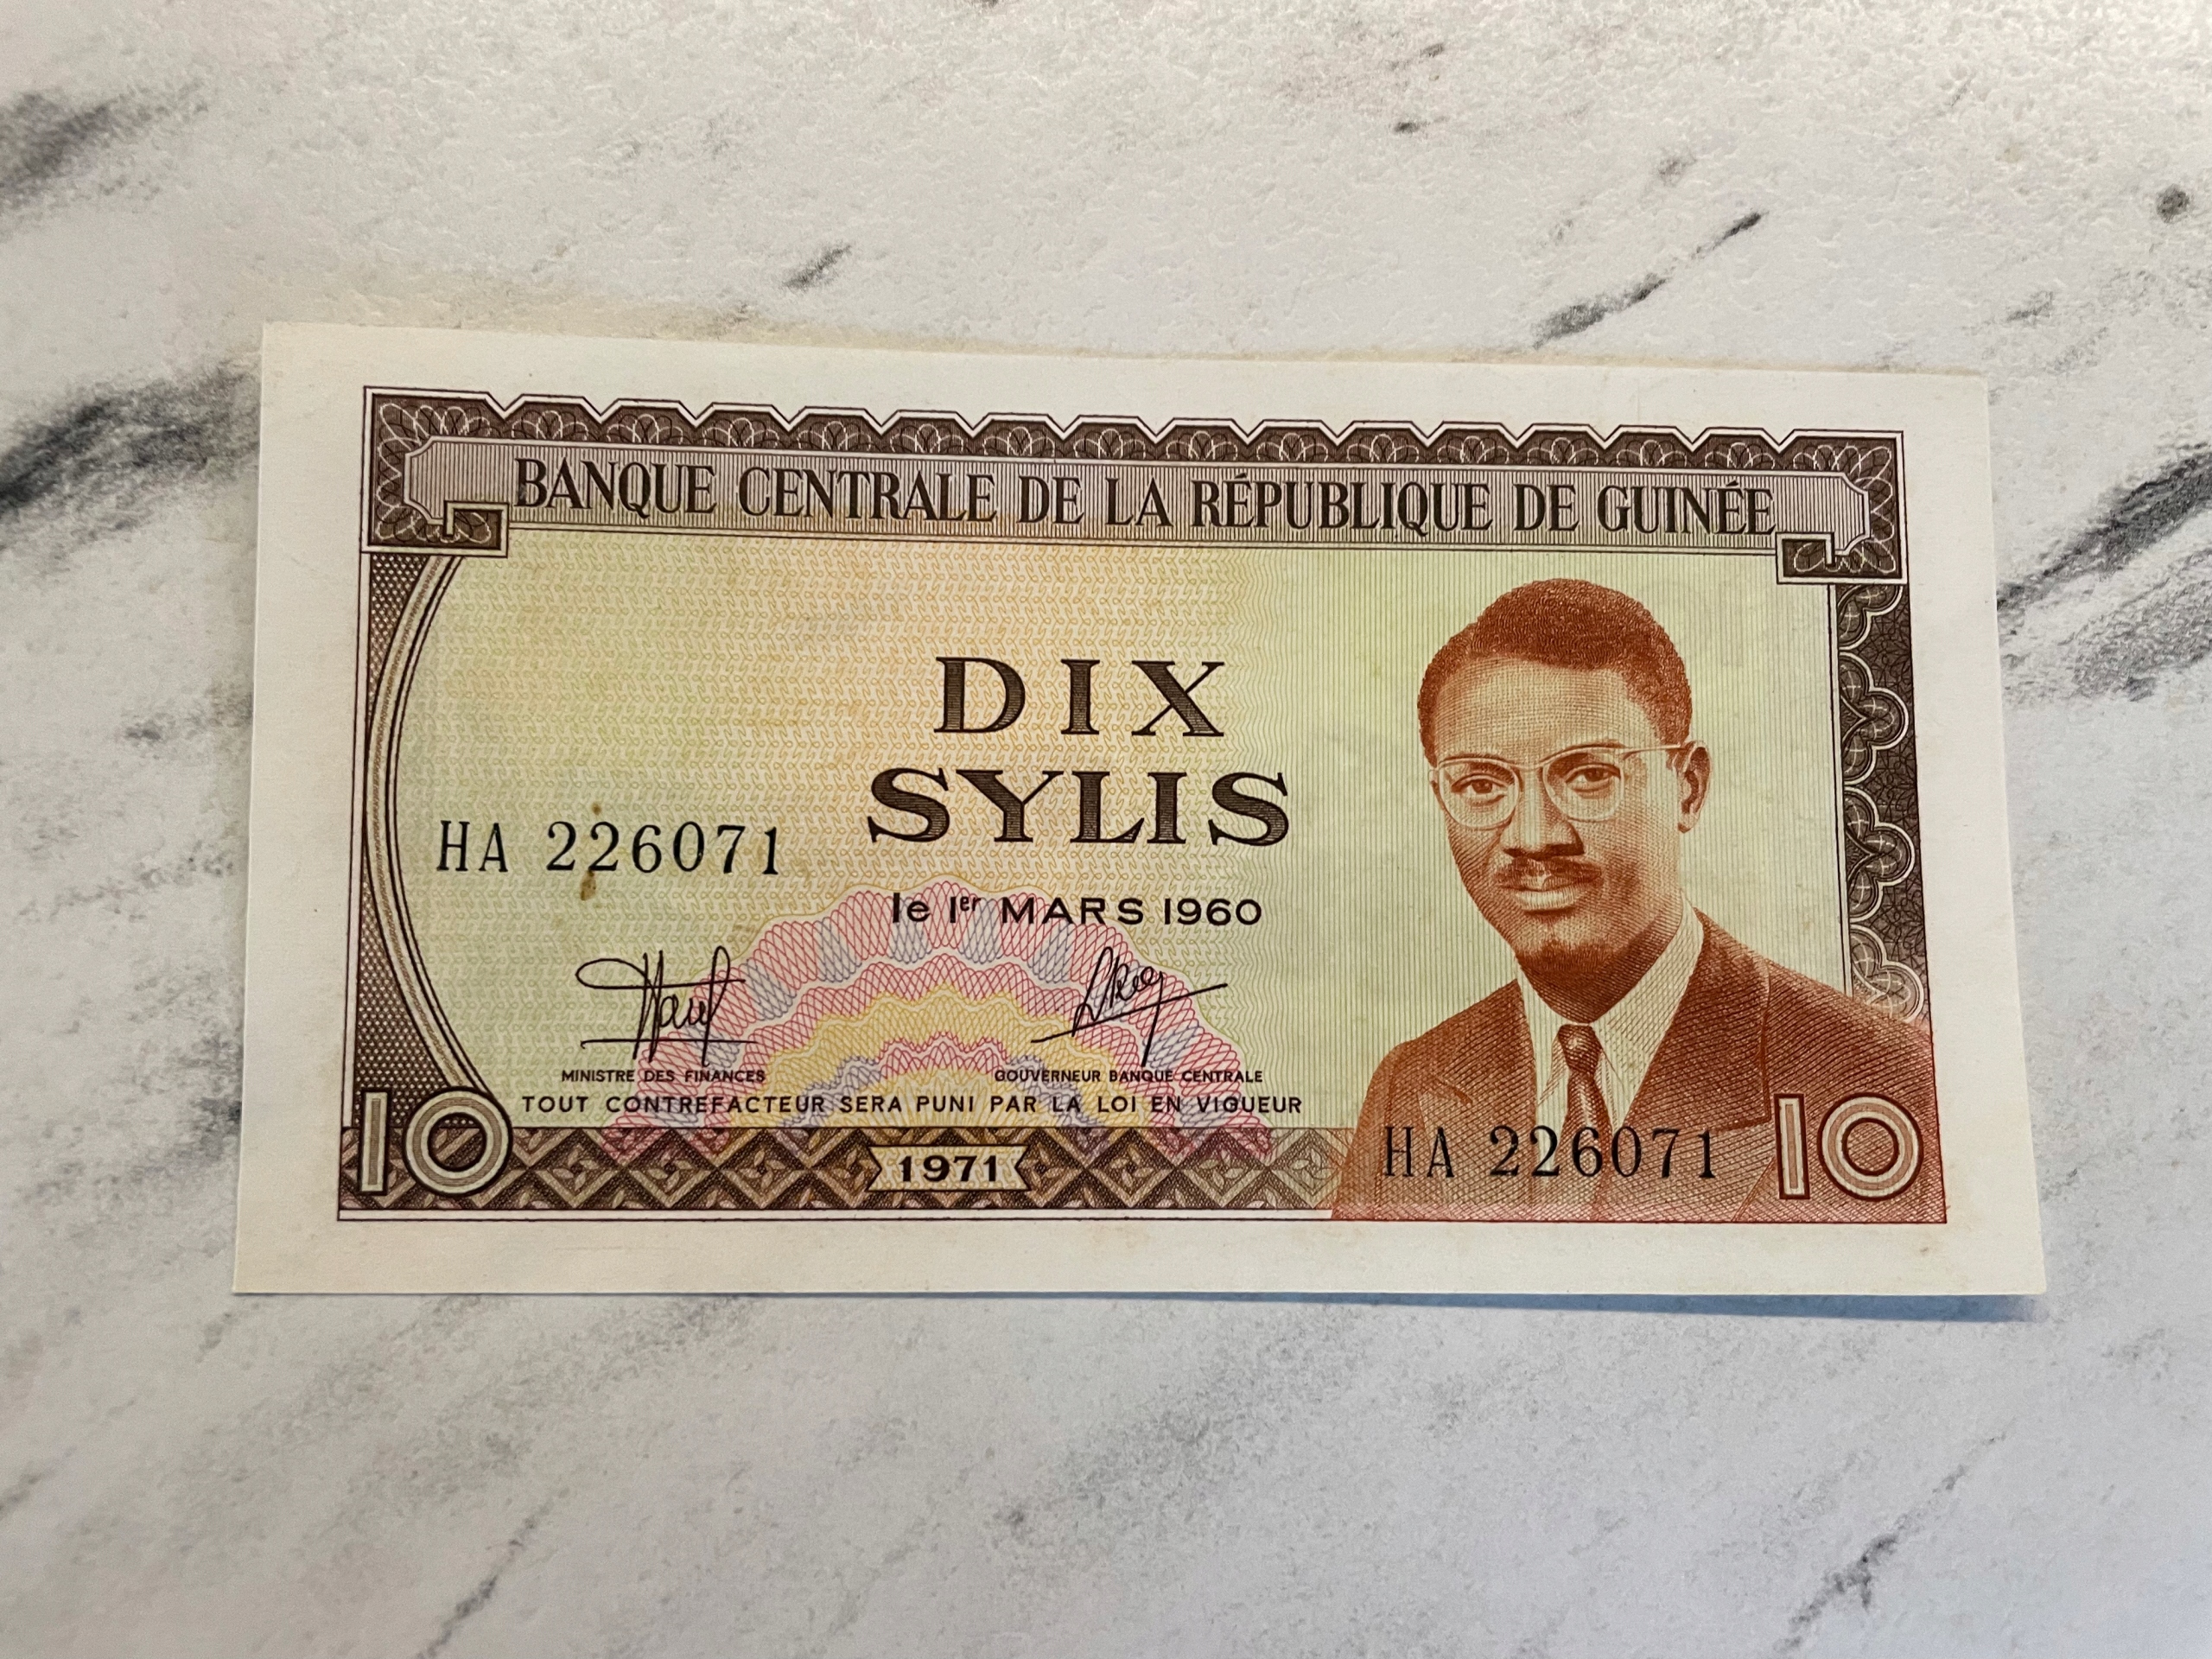 BANQUE CENTRALE DE LA RÉPUBLIQUE DE GUINÉE
DIX
SYLIS
HA 226071
le 1er MARS 1960
MINISTRE DES FINANCES
GOUVERNEUR BANQUE CENTRALE
TOUT CONTREFACTEUR SERA PUNI PAR LA LOI EN VIGUEUR
10
1971
HA 226071
10